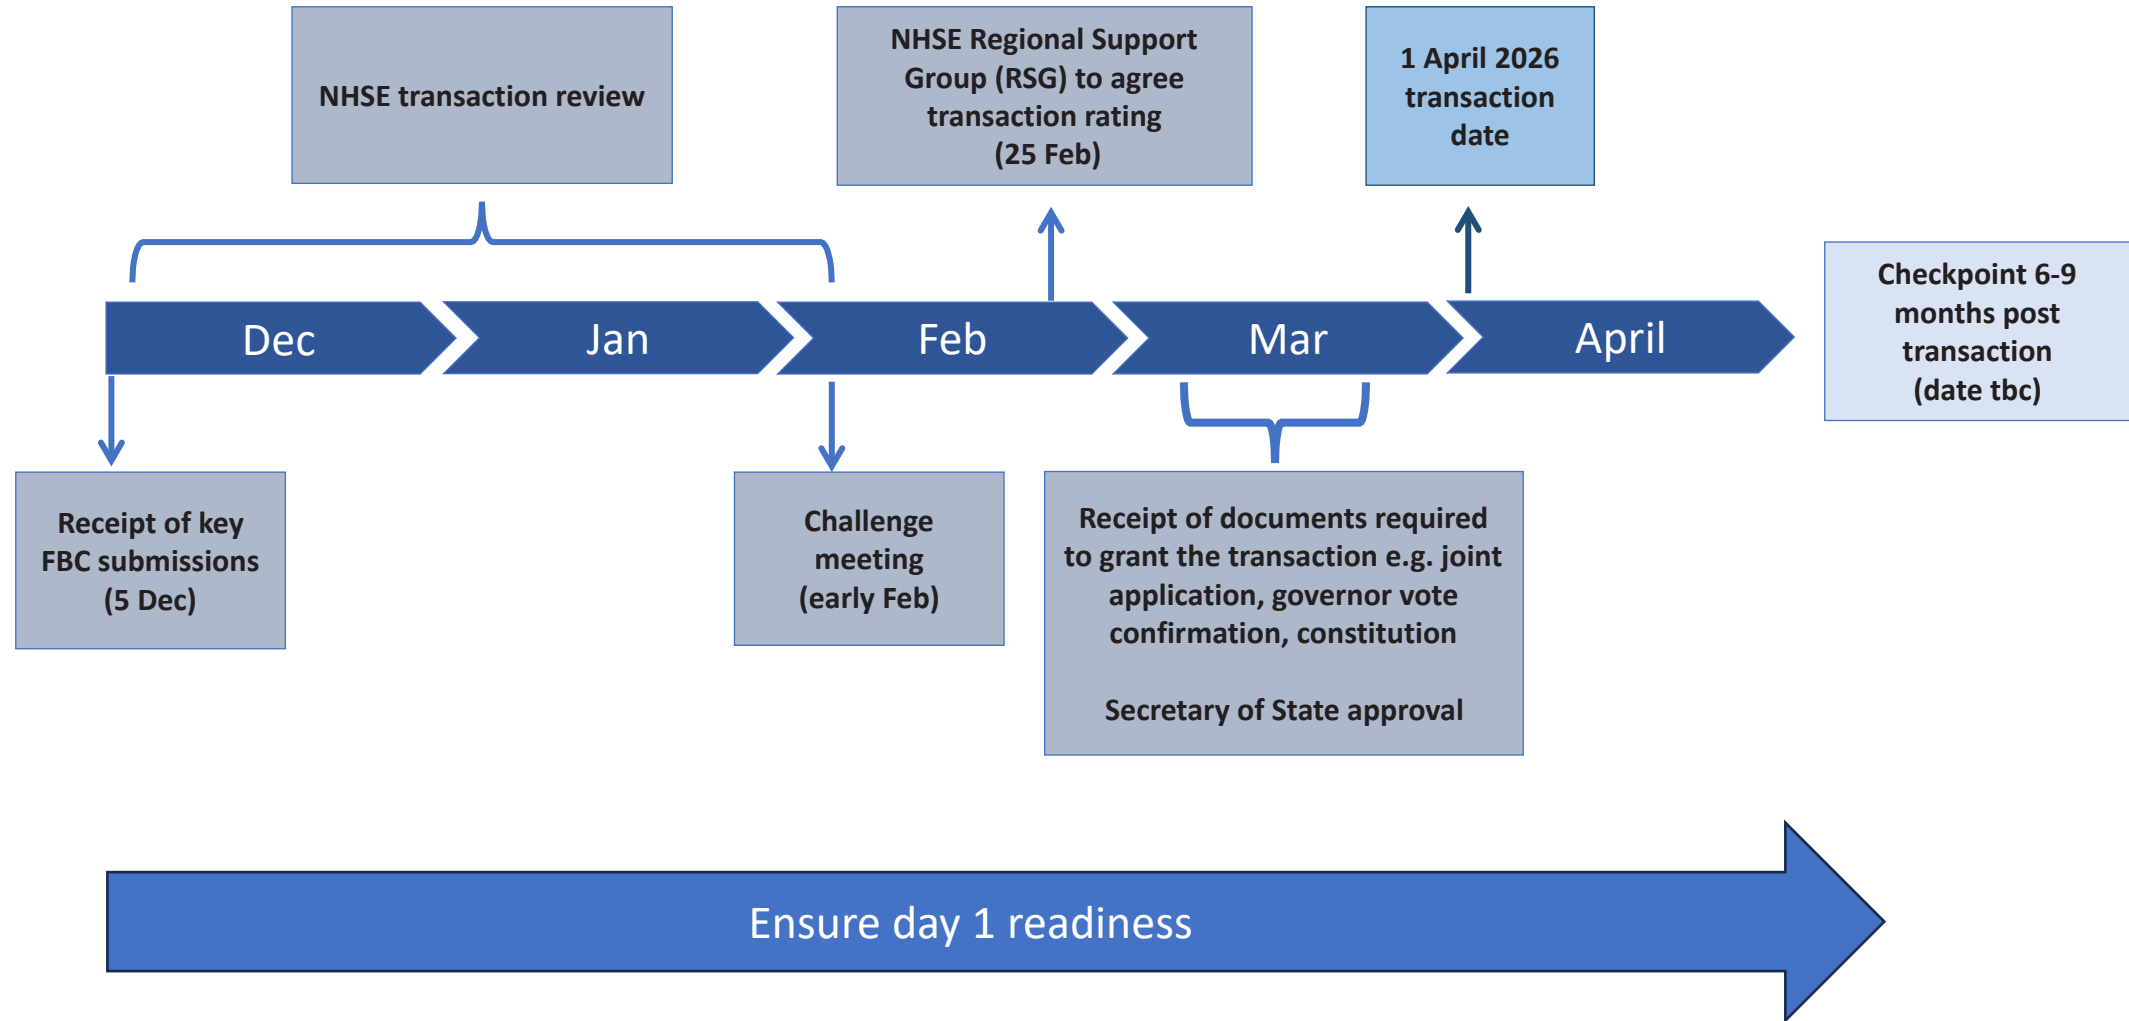 NHSE transaction review
NHSE Regional Support
Group (RSG) to agree
transaction rating
(25 Feb)
1 April 2026
transaction
date
Checkpoint 6-9
months post
transaction
(date tbc)
Dec
Jan
Feb
Mar
April
Receipt of key
FBC submissions
(5 Dec)
Challenge
meeting
(early Feb)
Receipt of documents required
to grant the transaction e.g. joint
application, governor vote
confirmation, constitution
Secretary of State approval
Ensure day 1 readiness